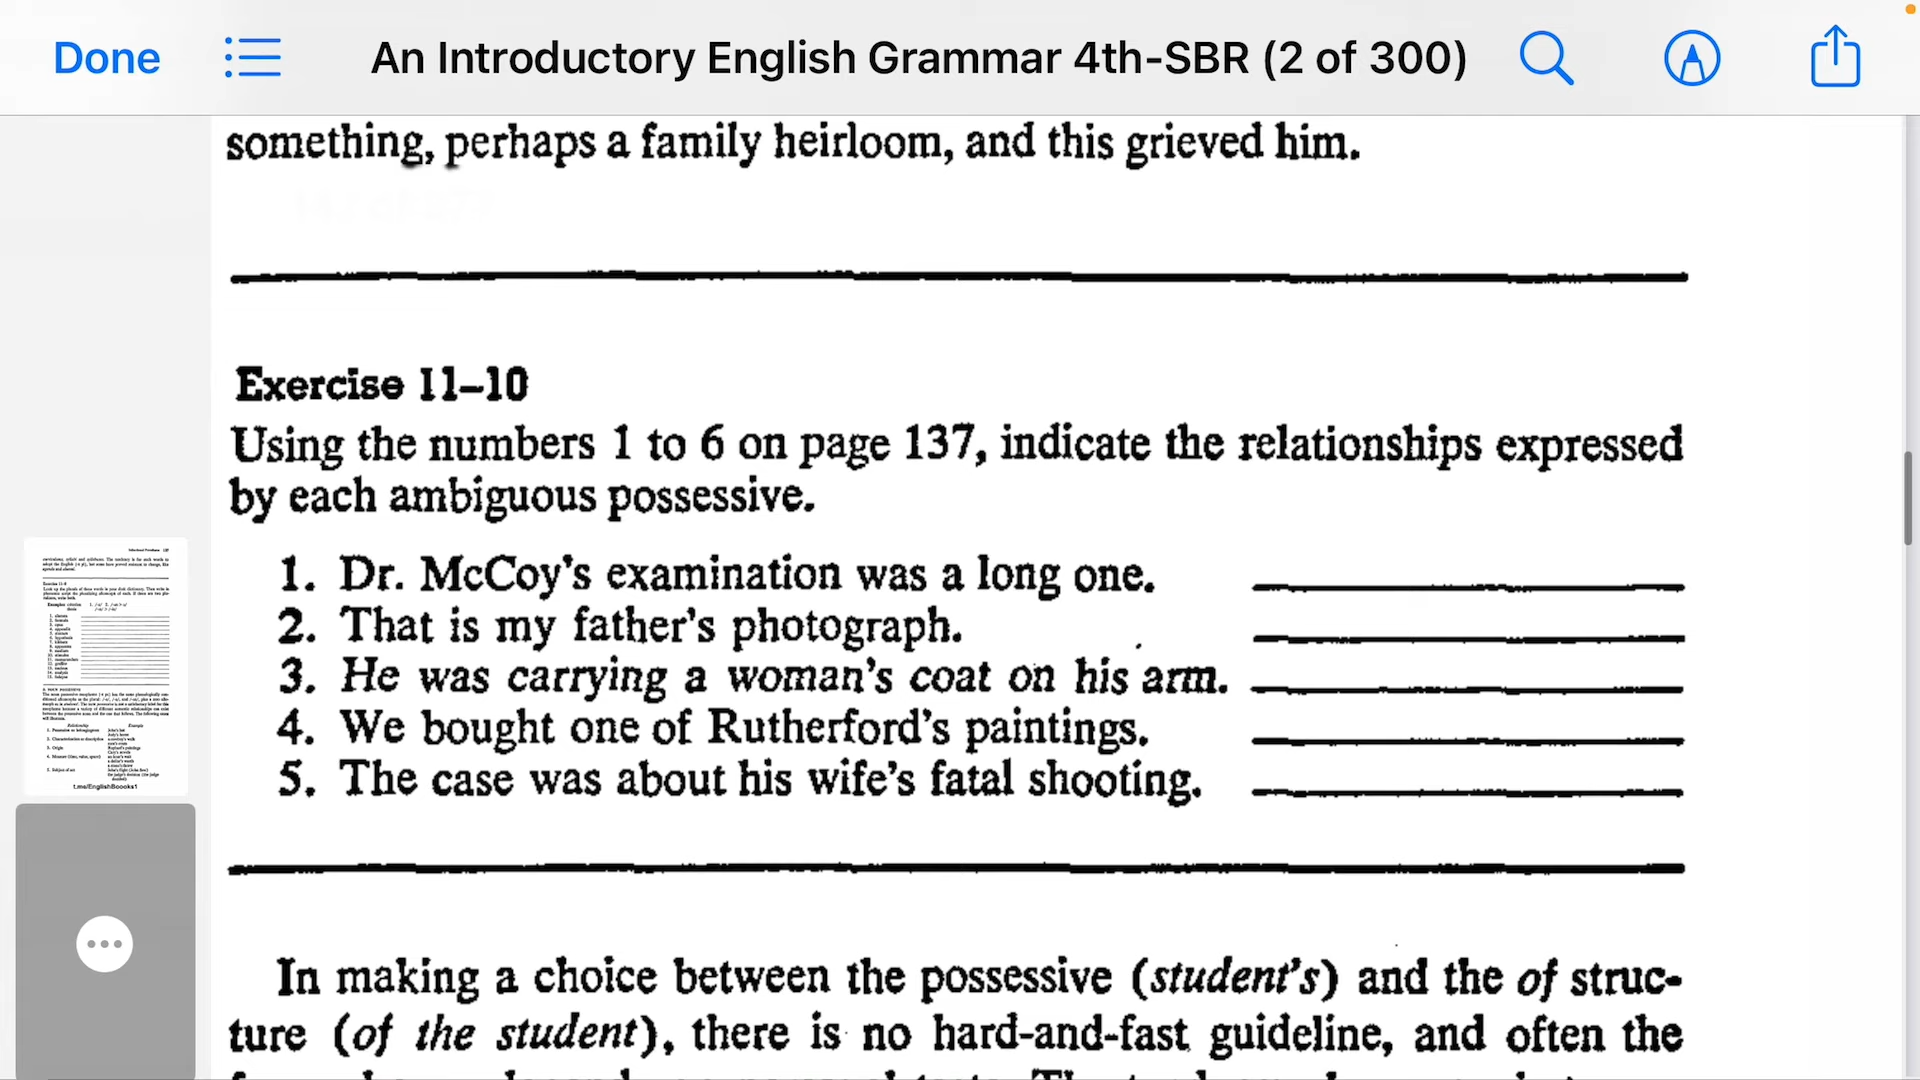 Done
An Introductory English Grammar 4th-SBR (2 of 300)
something, perhaps a family heirloom, and this grieved him.
Exercise 11–10
Using the numbers 1 to 6 on page 137, indicate the relationships expressed
by each ambiguous possessive.
1. Dr. McCoy's examination was a long one.
2. That is my father's photograph.
3. He was carrying a woman's coat on his arm.
4. We bought one of Rutherford's paintings.
5. The case was about his wife's fatal shooting.
In making a choice between the possessive (student's) and the of struc-
ture (of the student), there is no hard-and-fast guideline, and often the
t.me/EnglishBoooks1